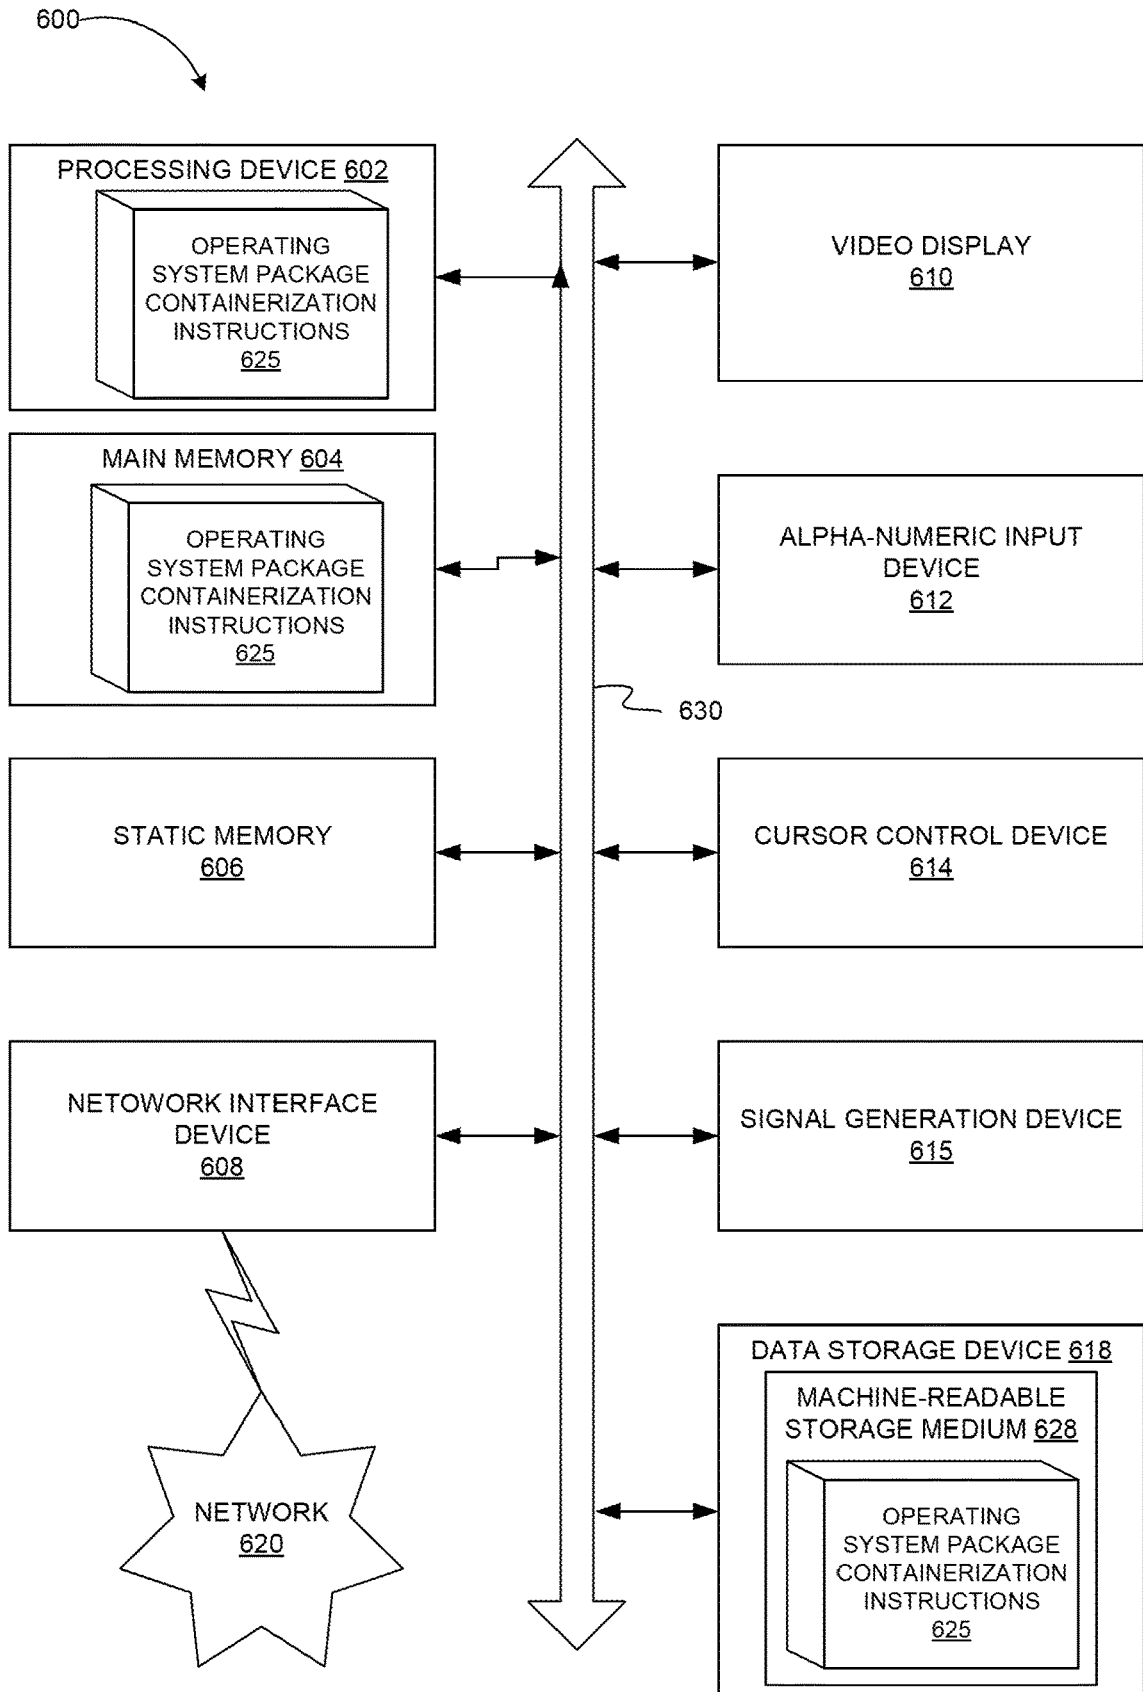 600
PROCESSING DEVICE 602
OPERATING
SYSTEM PACKAGE
CONTAINERIZATION
INSTRUCTIONS
625
MAIN MEMORY 604
OPERATING
SYSTEM PACKAGE
CONTAINERIZATION
INSTRUCTIONS
625
STATIC MEMORY
606
NETOWORK INTERFACE
DEVICE
608
NETWORK
620
630
VIDEO DISPLAY
610
ALPHA-NUMERIC INPUT
DEVICE
612
CURSOR CONTROL DEVICE
614
SIGNAL GENERATION DEVICE
615
DATA STORAGE DEVICE 618
MACHINE-READABLE
STORAGE MEDIUM 628
OPERATING
SYSTEM PACKAGE
CONTAINERIZATION
INSTRUCTIONS
625